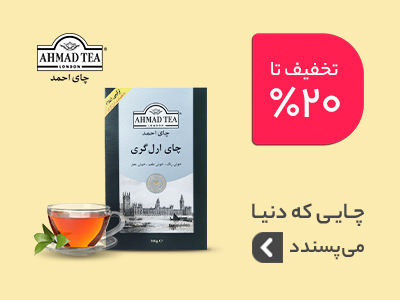 AHMAD TEA®
LONDON
چای احمد
تخفیف تا
%۲۰
AHMAD TEA
LONDON
چای احمد
چای ارل‌گری
چایی که دنیا
می‌پسندد